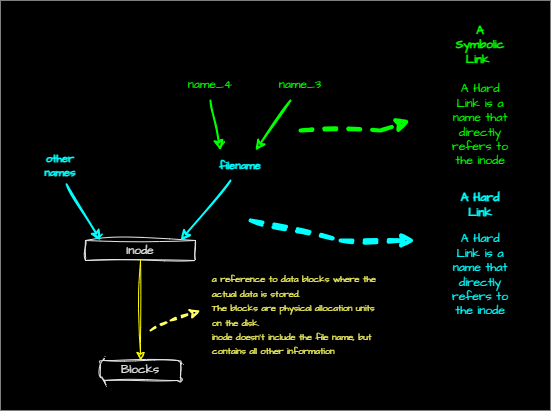 A
Symbolic
Link
name_4
name_3
A Hard
Link is a
name that
directly
refers to
the inode
other
names
filename
A Hard
Link
A Hard
Link is a
name that
directly
refers to
the inode
Inode
a reference to data blocks where the
actual data is stored.
The blocks are physical allocation units
on the disk.
inode doesn't include the file name, but
contains all other information
Blocks